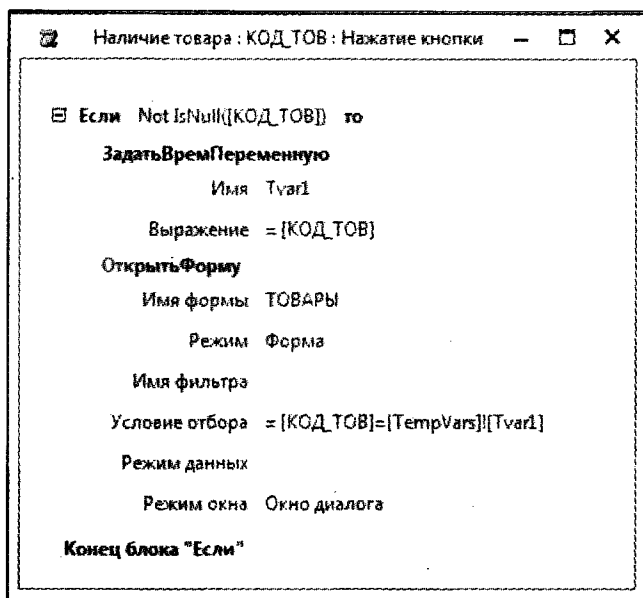 Наличие товара : КОД_ТОВ : Нажатие кнопки
Если Not IsNull([КОД_ТОВ]) то
ЗадатьВремПеременную
Имя Tvar1
Выражение = [КОД_ТОВ]
ОткрытьФорму
Имя формы ТОВАРЫ
Режим Форма
Имя фильтра
Условие отбора = [КОД_ТОВ]=[TempVars]![Tvar1]
Режим данных
Режим окна Окно диалога
Конец блока "Если"